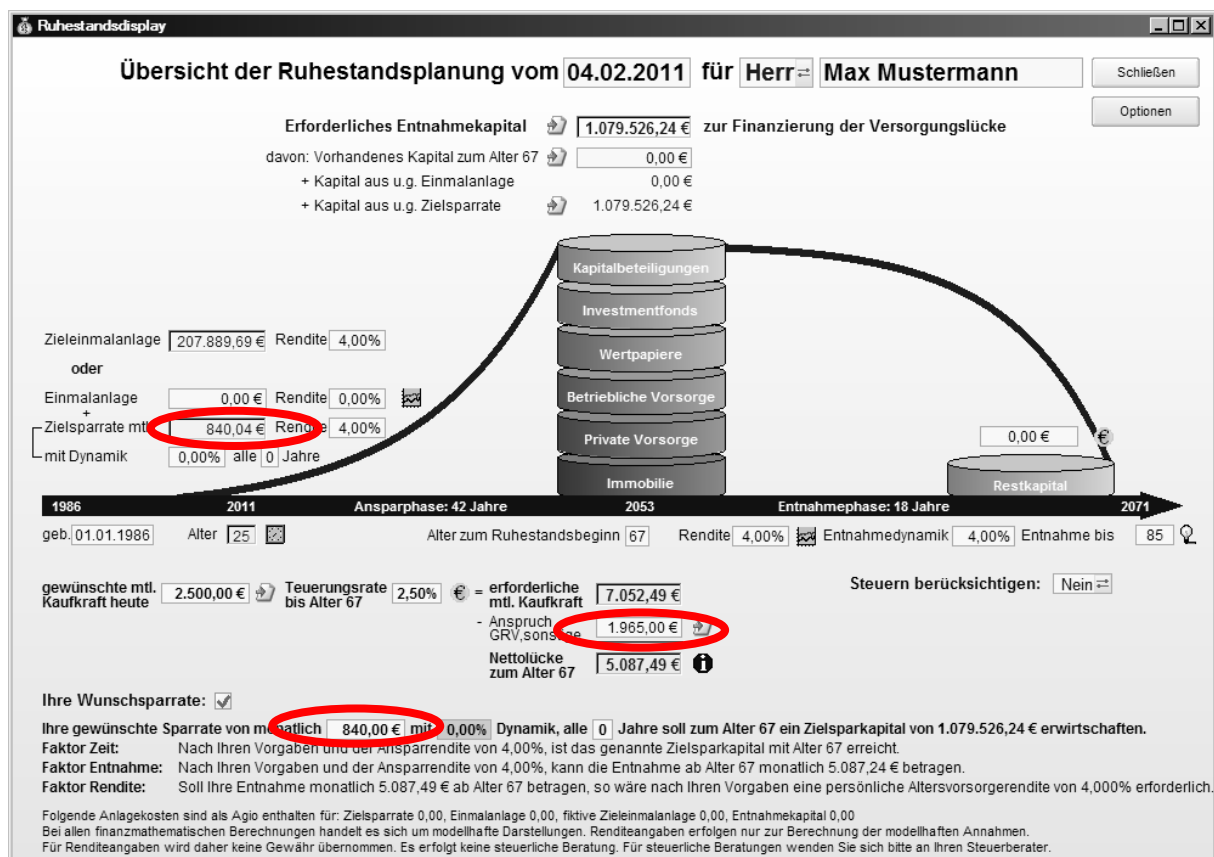 Ruhestandsdisplay
Übersicht der Ruhestandsplanung vom 04.02.2011 für Herr Max Mustermann
Schließen
Optionen
Erforderliches Entnahmekapital 1.079.526,24 € zur Finanzierung der Versorgungslücke
davon: Vorhandenes Kapital zum Alter 67 0,00 €
+ Kapital aus u.g. Einmalanlage 0,00 €
+ Kapital aus u.g. Zielsparrate 1.079.526,24 €
Kapitalbeteiligungen
Investmentfonds
Wertpapiere
Betriebliche Vorsorge
Private Vorsorge
Immobilie
Zieleinmalanlage 207.889,69 € Rendite 4,00%
oder
Einmalanlage 0,00 € Rendite 0,00%
+
Zielsparrate mtl. 840,04 € Rendite 4,00%
mit Dynamik 0,00% alle 0 Jahre
0,00 € €
Restkapital
1986 2011 Ansparphase: 42 Jahre 2053 Entnahmephase: 18 Jahre 2071
geb. 01.01.1986 Alter 25 Alter zum Ruhestandsbeginn 67 Rendite 4,00% Entnahmedynamik 4,00% Entnahme bis 85
gewünschte mtl. Kaufkraft heute 2.500,00 € Teuerungsrate bis Alter 67 2,50% € = erforderliche mtl. Kaufkraft 7.052,49 €
Steuern berücksichtigen: Nein
- Anspruch GRV,sonstige 1.965,00 €
Nettolücke zum Alter 67 5.087,49 €
Ihre Wunschsparrate:
Ihre gewünschte Sparrate von monatlich 840,00 € mit 0,00% Dynamik, alle 0 Jahre soll zum Alter 67 ein Zielsparkapital von 1.079.526,24 € erwirtschaften.
Faktor Zeit: Nach Ihren Vorgaben und der Ansparrendite von 4,00%, ist das genannte Zielsparkapital mit Alter 67 erreicht.
Faktor Entnahme: Nach Ihren Vorgaben und der Ansparrendite von 4,00%, kann die Entnahme ab Alter 67 monatlich 5.087,24 € betragen.
Faktor Rendite: Soll Ihre Entnahme monatlich 5.087,49 € ab Alter 67 betragen, so wäre nach Ihren Vorgaben eine persönliche Altersvorsorgerendite von 4,000% erforderlich.
Folgende Anlagekosten sind als Agio enthalten für: Zielsparrate 0,00, Einmalanlage 0,00, fiktive Zieleinmalanlage 0,00, Entnahmekapital 0,00
Bei allen finanzmathematischen Berechnungen handelt es sich um modellhafte Darstellungen. Renditeangaben erfolgen nur zur Berechnung der modellhaften Annahmen.
Für Renditeangaben wird daher keine Gewähr übernommen. Es erfolgt keine steuerliche Beratung. Für steuerliche Beratungen wenden Sie sich bitte an Ihren Steuerberater.